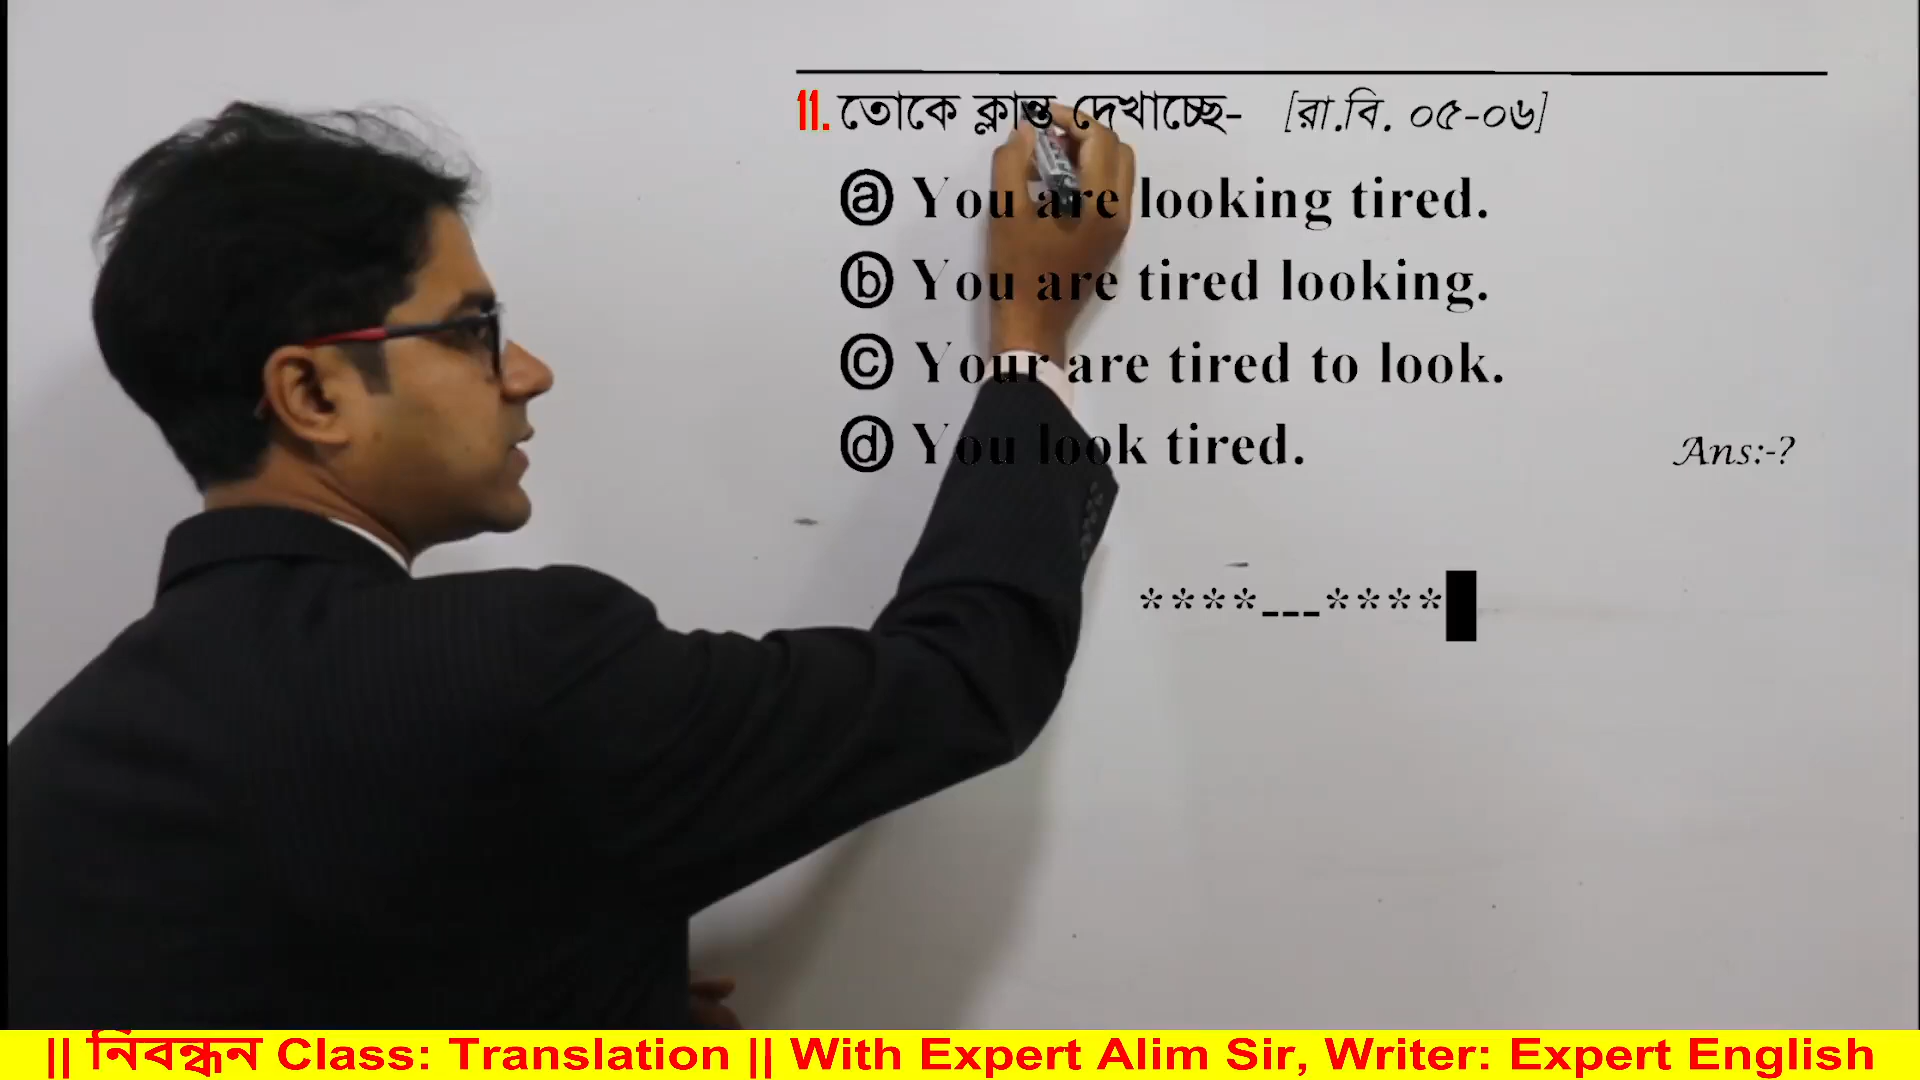 11. তোকে ক্লান্ত দেখাচ্ছে- [রা.বি. ০৫-০৬]
ⓐ You are looking tired.
ⓑ You are tired looking.
ⓒ Your are tired to look.
ⓓ You look tired.
Ans:-?
****---****
|| নিবন্ধন Class: Translation || With Expert Alim Sir, Writer: Expert English